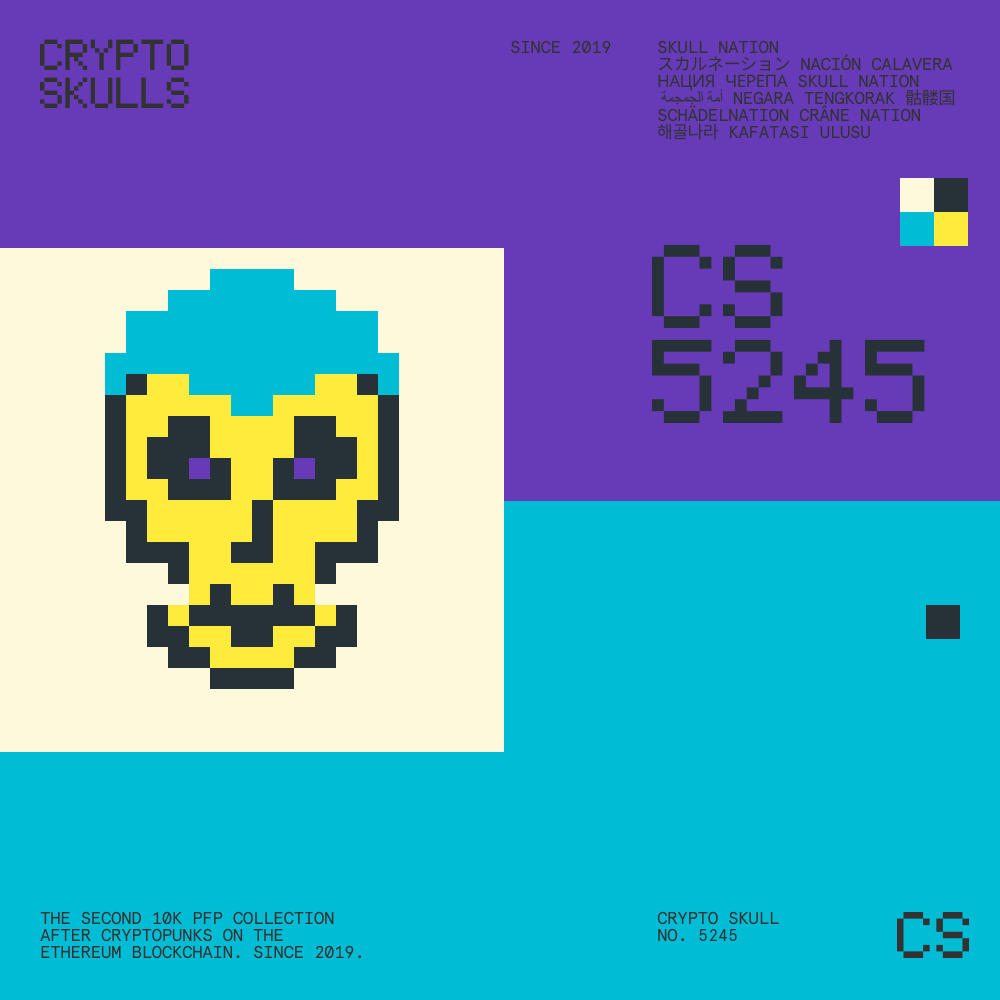 CRYPTO
SKULLS
SINCE 2019
SKULL NATION
スカルネーション NACIÓN CALAVERA
НАЦИЯ ЧЕРЕПА SKULL NATION
أمة الجمجمة NEGARA TENGKORAK 骷髅国
SCHÄDELNATION CRÂNE NATION
해골나라 KAFATASI ULUSU
CS
5245
THE SECOND 10K PFP COLLECTION
AFTER CRYPTOPUNKS ON THE
ETHEREUM BLOCKCHAIN. SINCE 2019.
CRYPTO SKULL
NO. 5245
CS